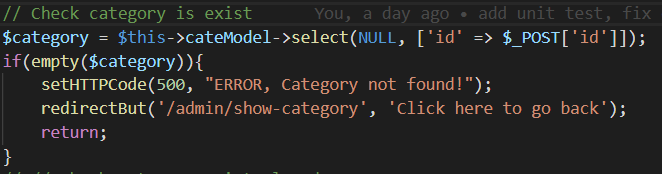 // Check category is exist You, a day ago • add unit test, fix
$category = $this->cateModel->select(NULL, ['id' => $_POST['id']]);
if(empty($category)){
setHTTPCode(500, "ERROR, Category not found!");
redirectBut('/admin/show-category', 'Click here to go back');
return;
}